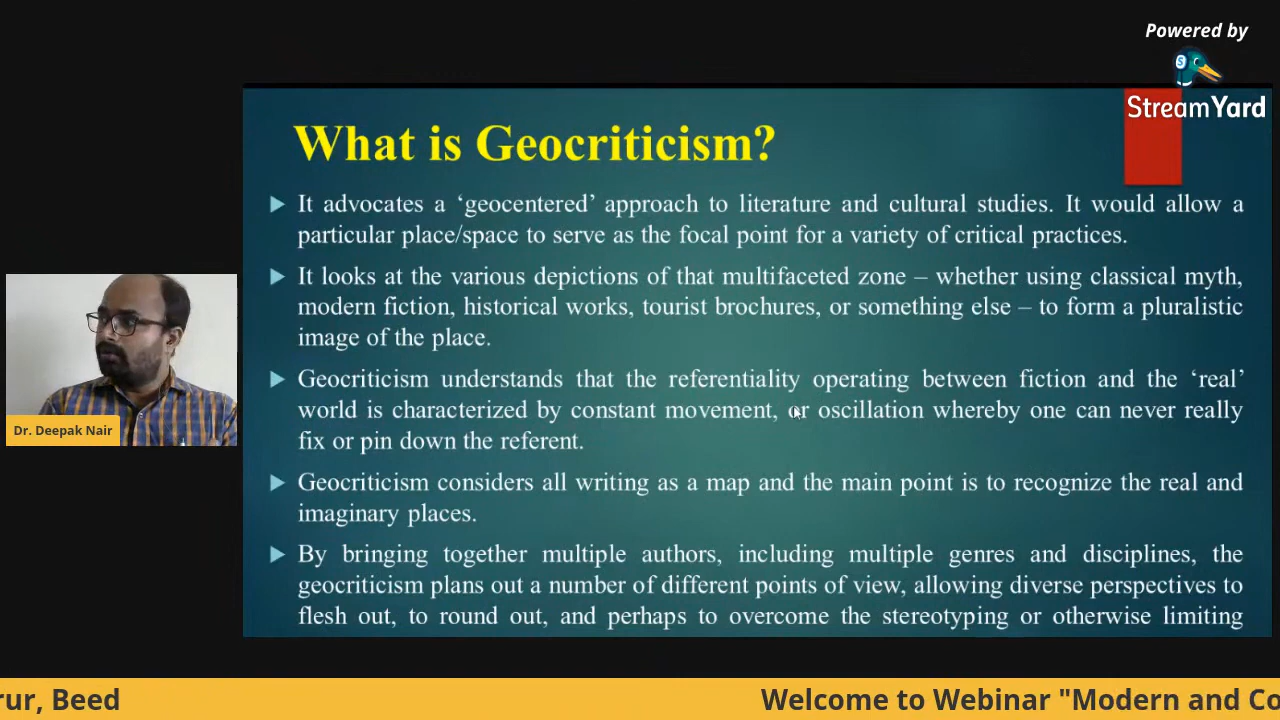 Powered by
StreamYard
What is Geocriticism?
It advocates a ‘geocentered’ approach to literature and cultural studies. It would allow a
particular place/space to serve as the focal point for a variety of critical practices.
It looks at the various depictions of that multifaceted zone – whether using classical myth,
modern fiction, historical works, tourist brochures, or something else – to form a pluralistic
image of the place.
Geocriticism understands that the referentiality operating between fiction and the ‘real’
world is characterized by constant movement, or oscillation whereby one can never really
fix or pin down the referent.
Geocriticism considers all writing as a map and the main point is to recognize the real and
imaginary places.
By bringing together multiple authors, including multiple genres and disciplines, the
geocriticism plans out a number of different points of view, allowing diverse perspectives to
flesh out, to round out, and perhaps to overcome the stereotyping or otherwise limiting
Dr. Deepak Nair
rur, Beed
Welcome to Webinar "Modern and Co